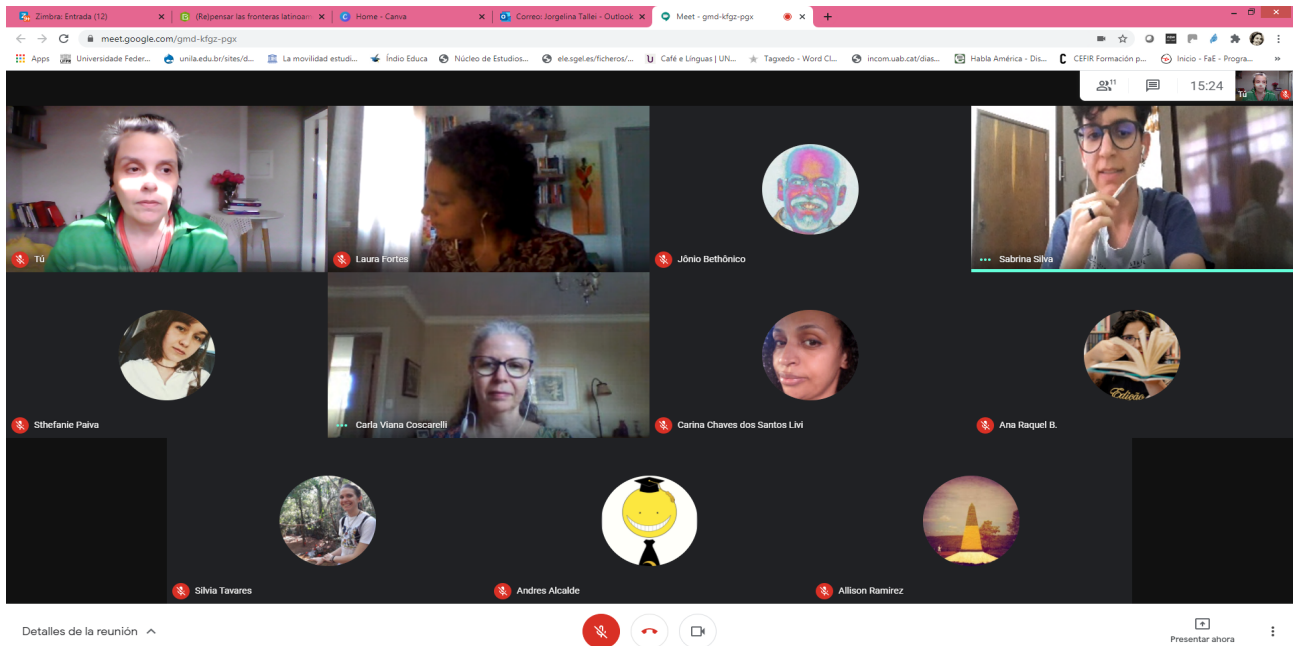 Zimbra: Entrada (12)
(Re)pensar las fronteras latinoam
Home - Canva
Correo: Jorgelina Tallei - Outlook
Meet - gmd-kfgz-pgx
meet.google.com/gmd-kfgz-pgx
Apps
Universidade Feder...
unila.edu.br/sites/d...
La movilidad estudi...
Índio Educa
Núcleo de Estudios...
ele.sgel.es/ficheros/...
Café e Línguas | UN...
Tagxedo - Word Cl...
incom.uab.cat/dias...
Habla América - Dis...
CEFIR Formación p...
Inicio - FaE - Progra...
11
15:24
Tú
Tú
Laura Fortes
Jônio Bethônico
Sabrina Silva
Sthefanie Paiva
Carla Viana Coscarelli
Carina Chaves dos Santos Livi
Edição
Ana Raquel B.
Silvia Tavares
Andres Alcalde
Allison Ramirez
Detalles de la reunión
Presentar ahora